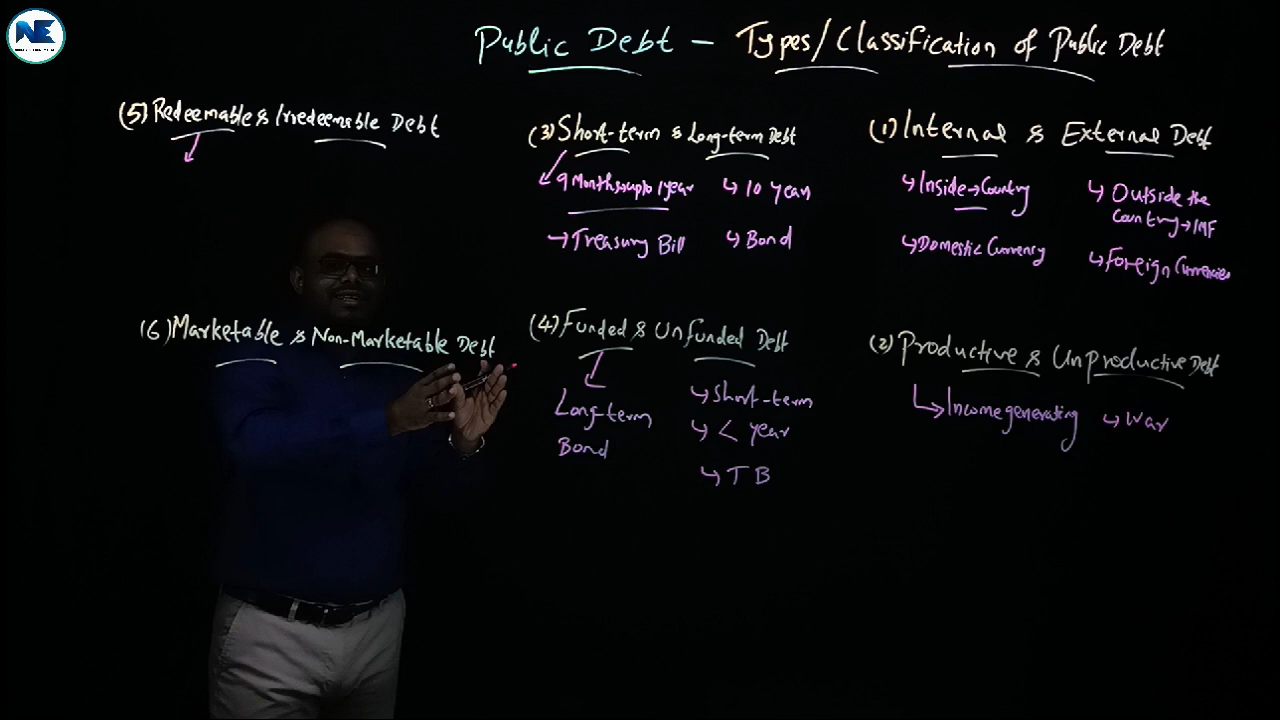 NE
Public Debt – Types/Classification of Public Debt
(1) Internal & External Debt
↳ Inside → Country
↳ Domestic Currency
↳ Outside the
Country → IMF
↳ Foreign Currencies
(2) Productive & Unproductive Debt
↳ Income generating
↳ War
(3) Short-term & Long-term Debt
9 Months upto 1 year
→ Treasury Bill
↳ 10 years
↳ Bond
(4) Funded & Unfunded Debt
Long-term
Bond
↳ Short-term
↳ < year
↳ TB
(5) Redeemable & Irredeemable Debt
(6) Marketable & Non-Marketable Debt